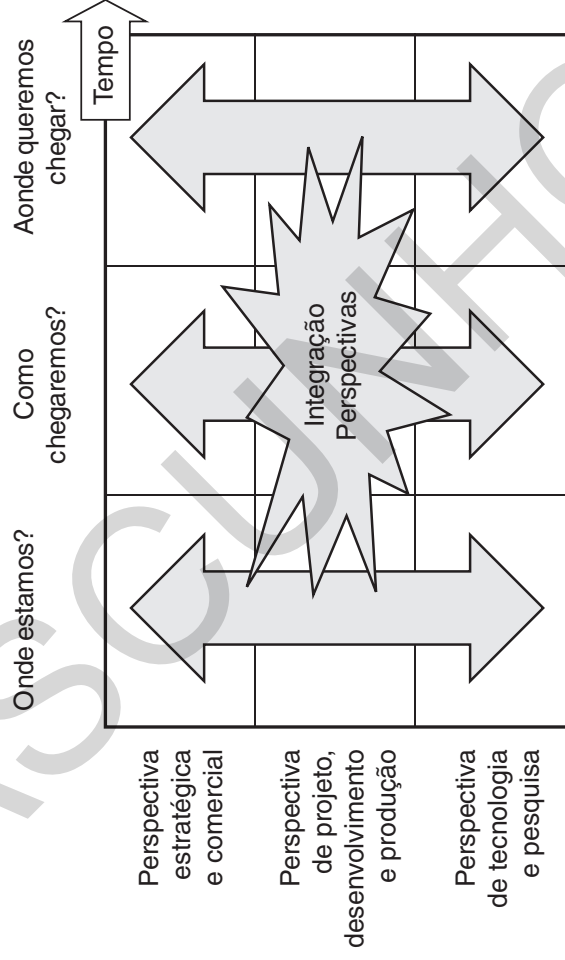 Onde estamos?
Como
chegaremos?
Aonde queremos
chegar?
Tempo
Perspectiva
estratégica
e comercial
Perspectiva
de projeto,
desenvolvimento
e produção
Perspectiva
de tecnologia
e pesquisa
Integração
Perspectivas